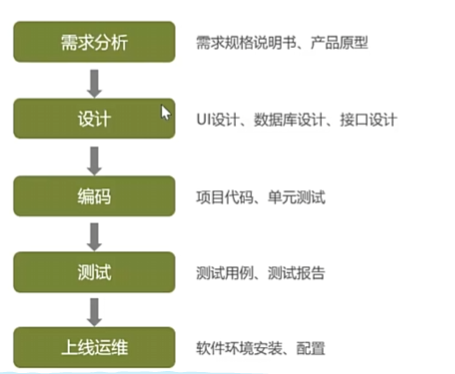 需求分析 需求规格说明书、产品原型
设计 UI设计、数据库设计、接口设计
编码 项目代码、单元测试
测试 测试用例、测试报告
上线运维 软件环境安装、配置